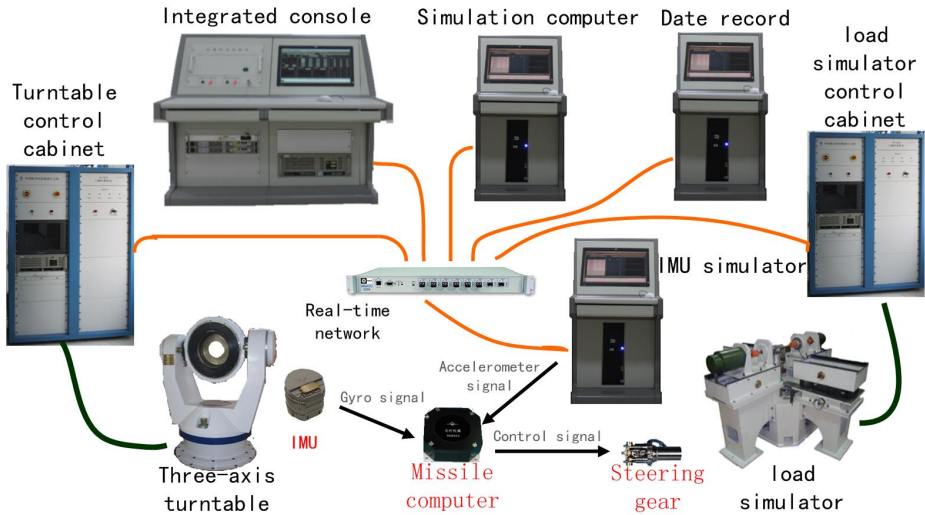 Integrated console
Simulation computer
Date record
load
simulator
control
cabinet
Turntable
control
cabinet
IMU simulator
Real-time
network
Accelerometer
signal
Gyro signal
IMU
Control signal
Missile
computer
Steering
gear
Three-axis
turntable
load
simulator